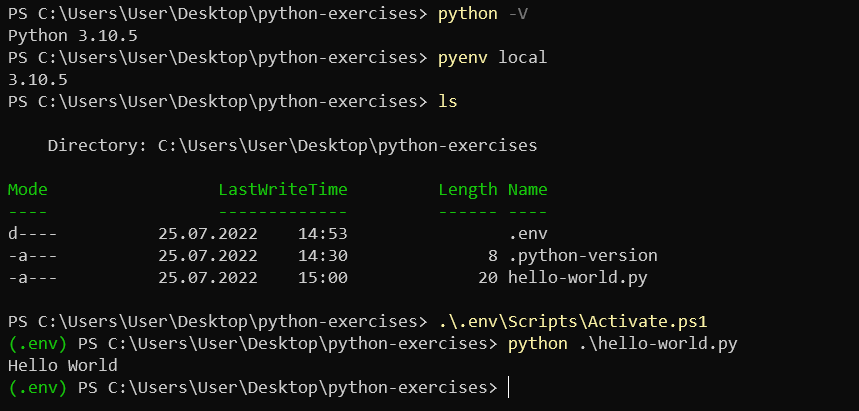 PS C:\Users\User\Desktop\python-exercises> python -V
Python 3.10.5
PS C:\Users\User\Desktop\python-exercises> pyenv local
3.10.5
PS C:\Users\User\Desktop\python-exercises> ls
Directory: C:\Users\User\Desktop\python-exercises
Mode LastWriteTime Length Name
---- ------------- ------ ----
d---- 25.07.2022 14:53 .env
-a--- 25.07.2022 14:30 8 .python-version
-a--- 25.07.2022 15:00 20 hello-world.py
PS C:\Users\User\Desktop\python-exercises> .\.env\Scripts\Activate.ps1
(.env) PS C:\Users\User\Desktop\python-exercises> python .\hello-world.py
Hello World
(.env) PS C:\Users\User\Desktop\python-exercises>